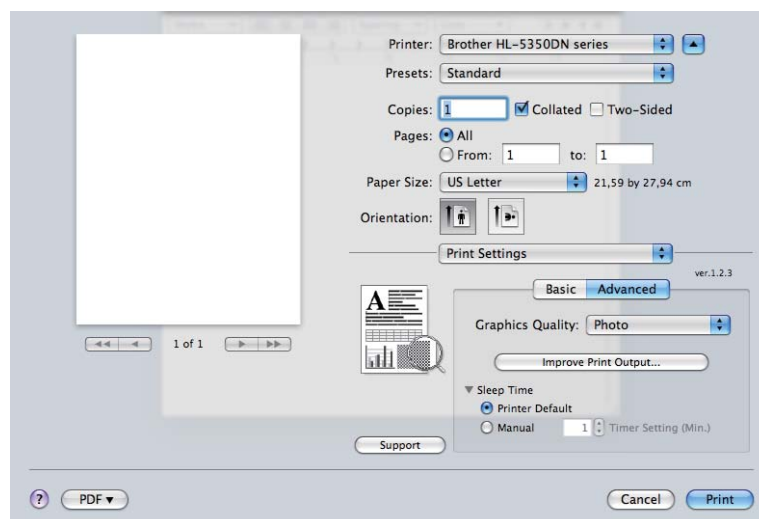 Printer: Brother HL-5350DN series
Presets: Standard
Copies: 1 Collated Two-Sided
Pages: All
From: 1 to: 1
Paper Size: US Letter 21,59 by 27,94 cm
Orientation:
Print Settings
ver.1.2.3
Basic Advanced
A
Graphics Quality: Photo
1 of 1
Improve Print Output...
Sleep Time
Printer Default
Manual 1 Timer Setting (Min.)
Support
? PDF Cancel Print